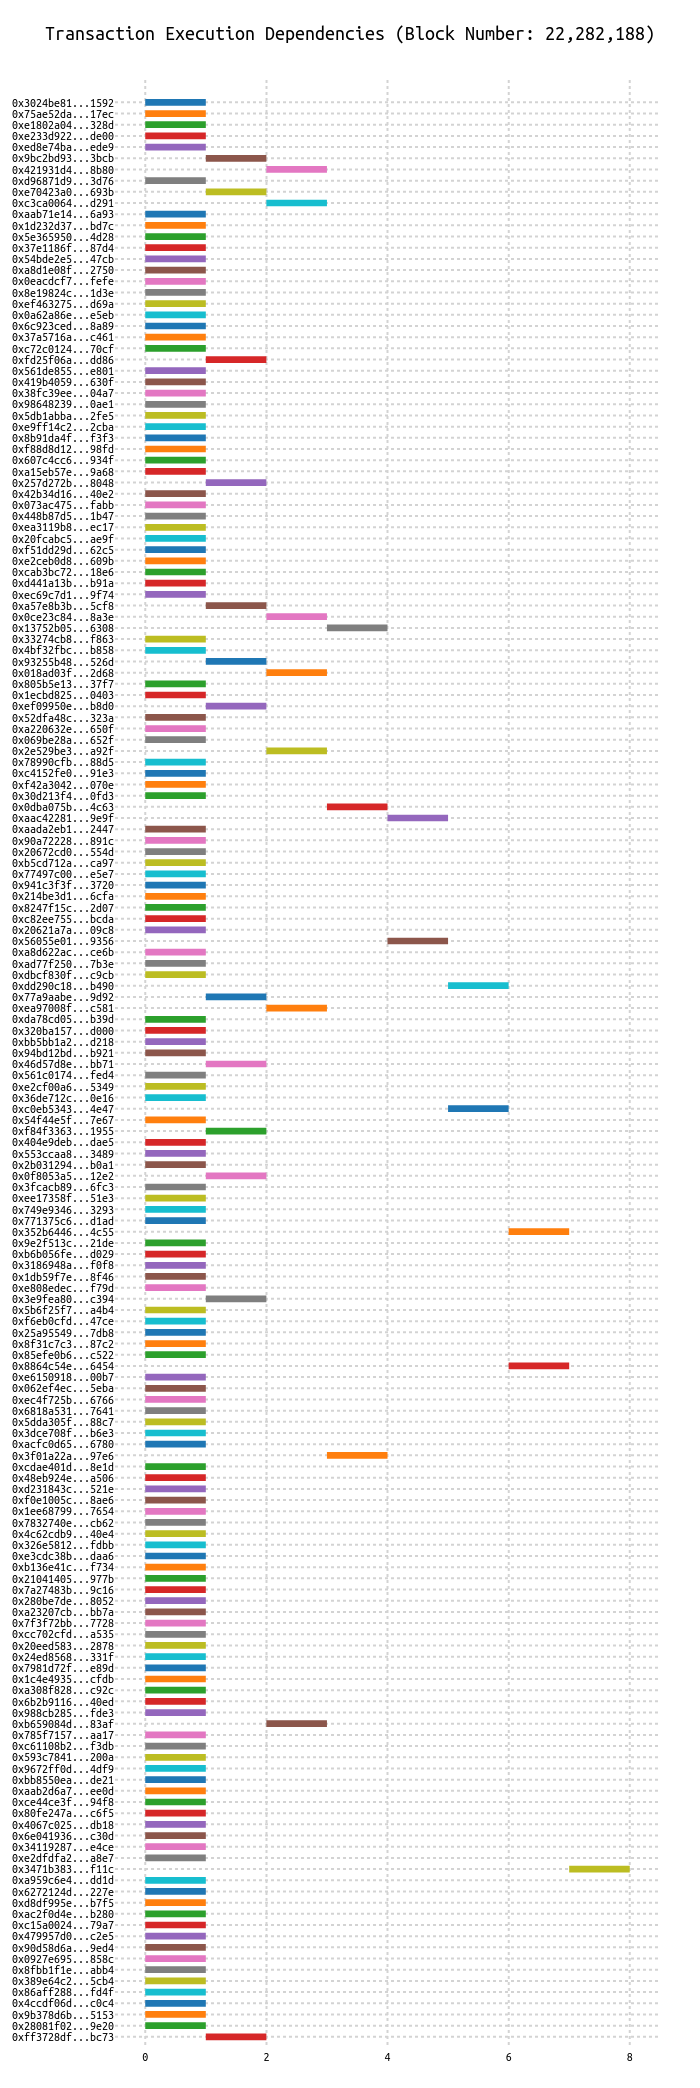 Transaction Execution Dependencies (Block Number: 22,282,188)
0x3024be81...1592
0x75ae52da...17ec
0xe1802a04...328d
0xe233d922...de00
0xed8e74ba...ede9
0x9bc2bd93...3bcb
0x421931d4...8b80
0xd96871d9...3d76
0xe70423a0...693b
0xc3ca0064...d291
0xaab71e14...6a93
0x1d232d37...bd7c
0x5e365950...4d28
0x37e1186f...87d4
0x54bde2e5...47cb
0xa8d1e08f...2750
0x0eacdcf7...fefe
0x8e19824c...1d3e
0xef463275...d69a
0x0a62a86e...e5eb
0x6c923ced...8a89
0x37a5716a...c461
0xc72c0124...70cf
0xfd25f06a...dd86
0x561de855...e801
0x419b4059...630f
0x38fc39ee...04a7
0x98648239...0ae1
0x5db1abba...2fe5
0xe9ff14c2...2cba
0x8b91da4f...f3f3
0xf88d8d12...98fd
0x607c4cc6...934f
0xa15eb57e...9a68
0x257d272b...8048
0x42b34d16...40e2
0x073ac475...fabb
0x448b87d5...1b47
0xea3119b8...ec17
0x20fcabc5...ae9f
0xf51dd29d...62c5
0xe2ceb0d8...609b
0xcab3bc72...18e6
0xd441a13b...b91a
0xec69c7d1...9f74
0xa57e8b3b...5cf8
0x0ce23c84...8a3e
0x13752b05...6308
0x33274cb8...f863
0x4bf32fbc...b858
0x93255b48...526d
0x018ad03f...2d68
0x805b5e13...37f7
0x1ecbd825...0403
0xef09950e...b8d0
0x52dfa48c...323a
0xa220632e...650f
0x069be28a...652f
0x2e529be3...a92f
0x78990cfb...88d5
0xc4152fe0...91e3
0xf42a3042...070e
0x30d213f4...0fd3
0x0dba075b...4c63
0xaac42281...9e9f
0xaada2eb1...2447
0x90a72228...891c
0x20672cd0...554d
0xb5cd712a...ca97
0x77497c00...e5e7
0x941c3f3f...3720
0x214be3d1...6cfa
0x8247f15c...2d07
0xc82ee755...bcda
0x20621a7a...09c8
0x56055e01...9356
0xa8d622ac...ce6b
0xad77f250...7b3e
0xdbcf830f...c9cb
0xdd290c18...b490
0x77a9aabe...9d92
0xea97008f...c581
0xda78cd05...b39d
0x320ba157...d000
0xbb5bb1a2...d218
0x94bd12bd...b921
0x46d57d8e...bb71
0x561c0174...fed4
0xe2cf00a6...5349
0x36de712c...0e16
0xc0eb5343...4e47
0x54f44e5f...7e67
0xf84f3363...1955
0x404e9deb...dae5
0x553ccaa8...3489
0x2b031294...b0a1
0x0f8053a5...12e2
0x3fcacb89...6fc3
0xee17358f...51e3
0x749e9346...3293
0x771375c6...d1ad
0x352b6446...4c55
0x9e2f513c...21de
0xb6b056fe...d029
0x3186948a...f0f8
0x1db59f7e...8f46
0xe808edec...f79d
0x3e9fea80...c394
0x5b6f25f7...a4b4
0xf6eb0cfd...47ce
0x25a95549...7db8
0x8f31c7c3...87c2
0x85efe0b6...c522
0x8864c54e...6454
0xe6150918...00b7
0x062ef4ec...5eba
0xec4f725b...6766
0x6818a531...7641
0x5dda305f...88c7
0x3dce708f...b6e3
0xacfc0d65...6780
0x3f01a22a...97e6
0xcdae401d...8e1d
0x48eb924e...a506
0xd231843c...521e
0xf0e1005c...8ae6
0x1ee68799...7654
0x7832740e...cb62
0x4c62cdb9...40e4
0x326e5812...fdbb
0xe3cdc38b...daa6
0xb136e41c...f734
0x21041405...977b
0x7a27483b...9c16
0x280be7de...8052
0xa23207cb...bb7a
0x7f3f72bb...7728
0xcc702cfd...a535
0x20eed583...2878
0x24ed8568...331f
0x7981d72f...e89d
0x1c4e4935...cfdb
0xa308f828...c92c
0x6b2b9116...40ed
0x988cb285...fde3
0xb659084d...83af
0x785f7157...aa17
0xc61108b2...f3db
0x593c7841...200a
0x9672ff0d...4df9
0xbb8550ea...de21
0xaab2d6a7...ee0d
0xce44ce3f...94f8
0x80fe247a...c6f5
0x4067c025...db18
0x6e041936...c30d
0x34119287...e4ce
0xe2dfdfa2...a8e7
0x3471b383...f11c
0xa959c6e4...dd1d
0x6272124d...227e
0xd8df995e...b7f5
0xac2f0d4e...b280
0xc15a0024...79a7
0x479957d0...c2e5
0x90d58d6a...9ed4
0x0927e695...858c
0x8fbb1f1e...abb4
0x389e64c2...5cb4
0x86aff288...fd4f
0x4ccdf06d...c0c4
0x9b378d6b...5153
0x28081f02...9e20
0xff3728df...bc73
0 2 4 6 8